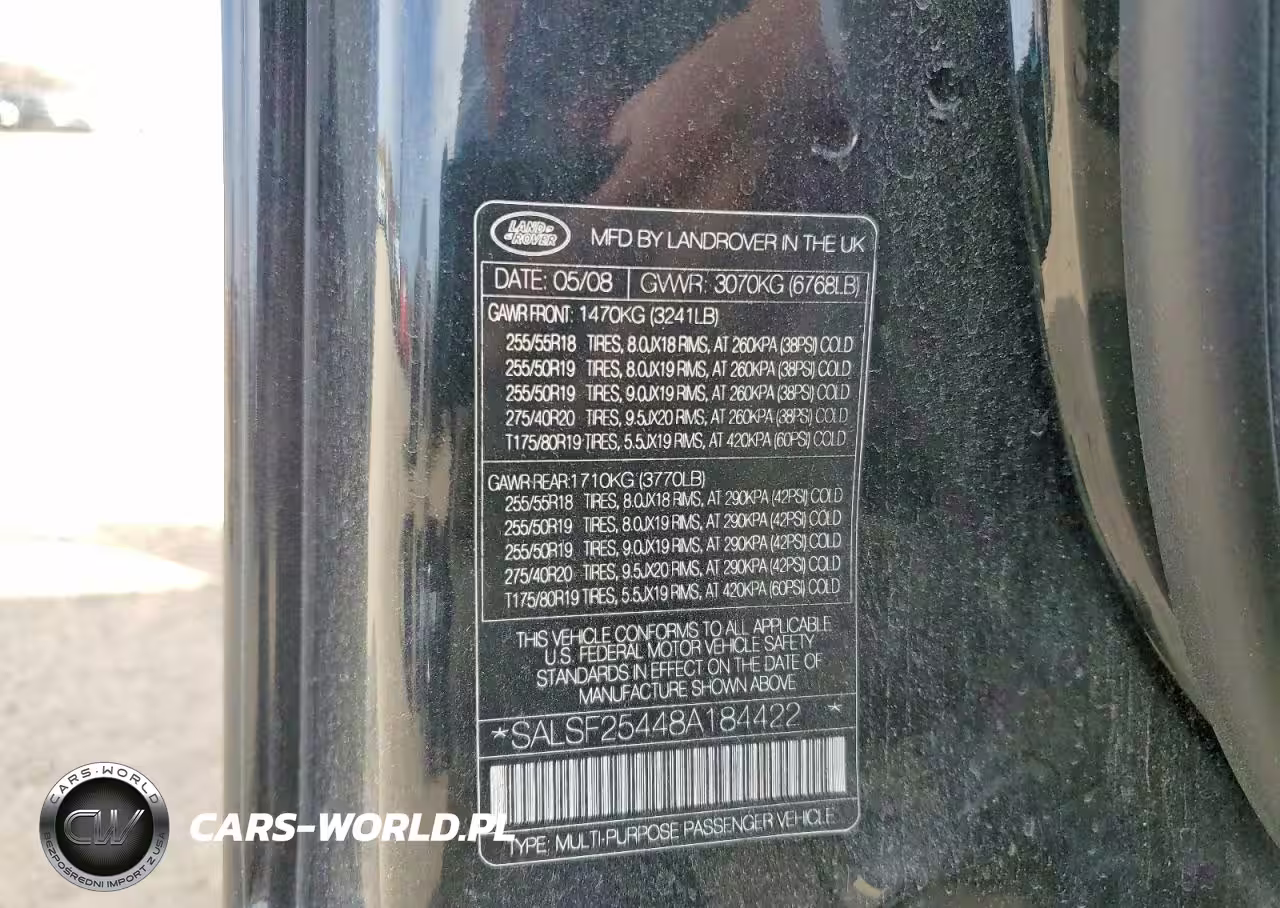 LAND ROVER
MFD BY LANDROVER IN THE UK
DATE: 05/08 GVWR: 3070KG (6768LB)
GAWR FRONT: 1470KG (3241LB)
255/55R18 TIRES, 8.0JX18 RIMS, AT 260KPA (38PSI) COLD
255/50R19 TIRES, 8.0JX19 RIMS, AT 260KPA (38PSI) COLD
255/50R19 TIRES, 9.0JX19 RIMS, AT 260KPA (38PSI) COLD
275/40R20 TIRES, 9.5JX20 RIMS, AT 260KPA (38PSI) COLD
T175/80R19 TIRES, 5.5JX19 RIMS, AT 420KPA (60PSI) COLD
GAWR REAR: 1710KG (3770LB)
255/55R18 TIRES, 8.0JX18 RIMS, AT 290KPA (42PSI) COLD
255/50R19 TIRES, 8.0JX19 RIMS, AT 290KPA (42PSI) COLD
255/50R19 TIRES, 9.0JX19 RIMS, AT 290KPA (42PSI) COLD
275/40R20 TIRES, 9.5JX20 RIMS, AT 290KPA (42PSI) COLD
T175/80R19 TIRES, 5.5JX19 RIMS, AT 420KPA (60PSI) COLD
THIS VEHICLE CONFORMS TO ALL APPLICABLE
U.S. FEDERAL MOTOR VEHICLE SAFETY
STANDARDS IN EFFECT ON THE DATE OF
MANUFACTURE SHOWN ABOVE
*SALSF25448A184422 *
TYPE: MULTI-PURPOSE PASSENGER VEHICLE
CARS-WORLD
CW
BEZPOŚREDNI IMPORT Z USA
CARS-WORLD.PL